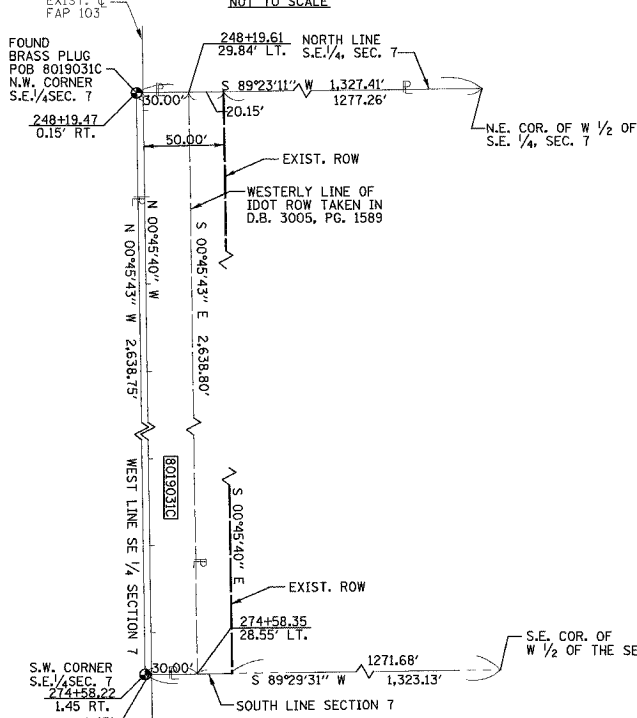 NOT TO SCALE
EXIST. ℄
FAP 103
FOUND
BRASS PLUG
POB 8019031C
N.W. CORNER
S.E.1/4SEC. 7
248+19.47
0.15' RT.
248+19.61
29.84' LT.
NORTH LINE
S.E.1/4, SEC. 7
30.00'
S 89°23'11" W 1,327.41'
1277.26'
20.15'
50.00'
N.E. COR. OF W 1/2 OF
S.E. 1/4, SEC. 7
EXIST. ROW
WESTERLY LINE OF
IDOT ROW TAKEN IN
D.B. 3005, PG. 1589
N 00°45'40" W
N 00°45'43" W 2,638.75'
S 00°45'43" E 2,638.80'
WEST LINE SE 1/4 SECTION 7
8019031C
S 00°45'40" E
EXIST. ROW
274+58.35
28.55' LT.
S.W. CORNER
S.E.1/4SEC. 7
274+58.22
1.45 RT.
30.00'
1271.68'
S 89°29'31" W 1,323.13'
S.E. COR. OF
W 1/2 OF THE SE
SOUTH LINE SECTION 7